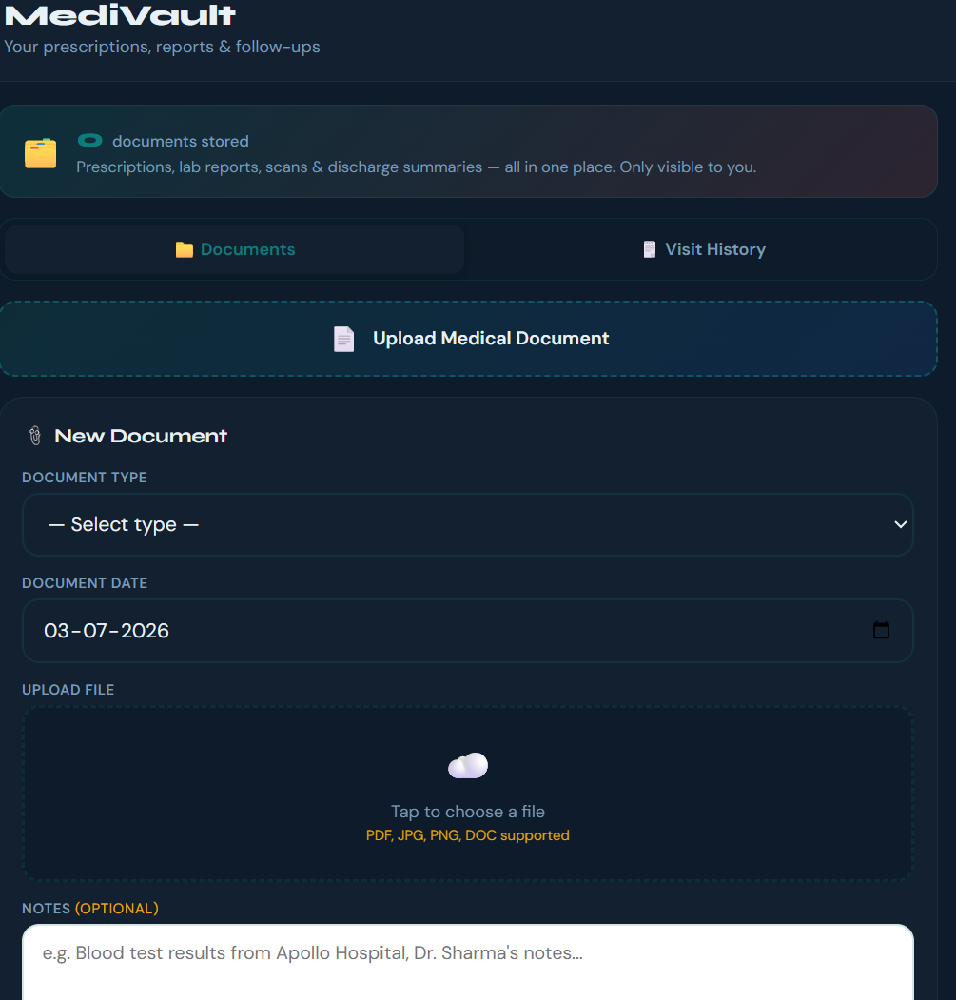 MediVault
Your prescriptions, reports & follow-ups
0 documents stored
Prescriptions, lab reports, scans & discharge summaries — all in one place. Only visible to you.
Documents
Visit History
Upload Medical Document
New Document
DOCUMENT TYPE
— Select type —
DOCUMENT DATE
03-07-2026
UPLOAD FILE
Tap to choose a file
PDF, JPG, PNG, DOC supported
NOTES (OPTIONAL)
e.g. Blood test results from Apollo Hospital, Dr. Sharma's notes...